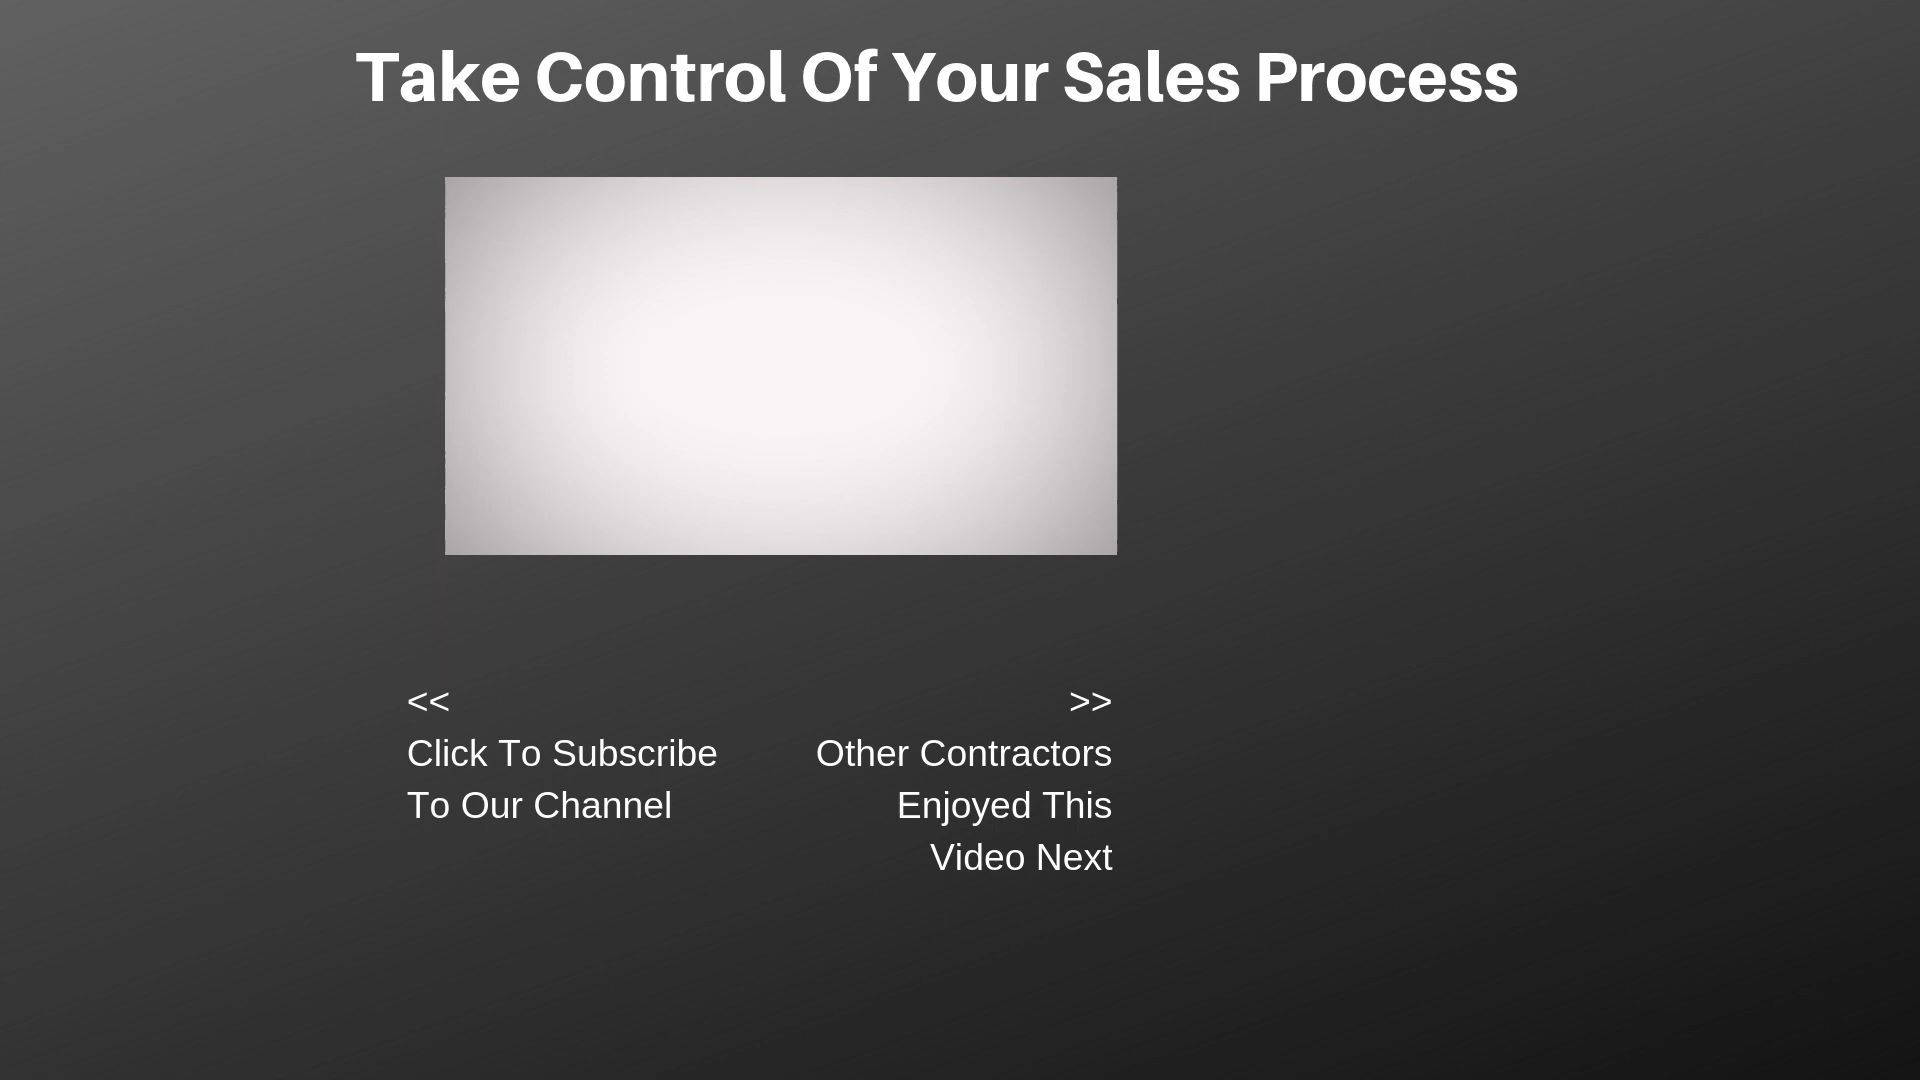 Take Control Of Your Sales Process
<<
Click To Subscribe
To Our Channel
>>
Other Contractors
Enjoyed This
Video Next